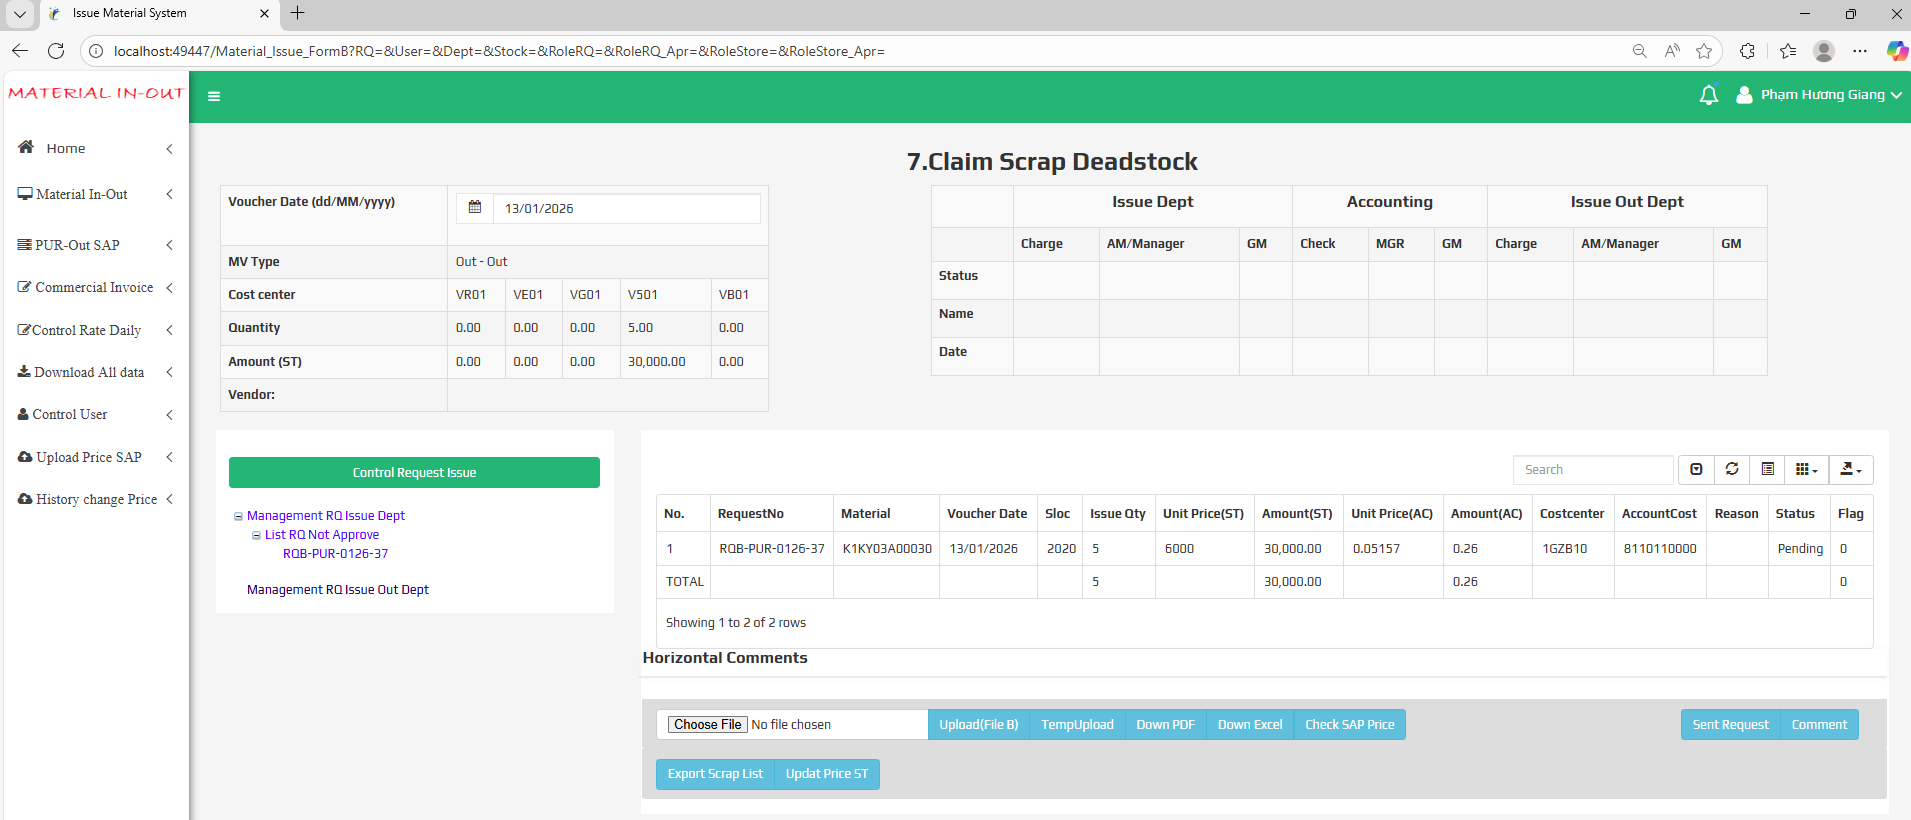 Issue Material System
localhost:49447/Material_Issue_FormB?RQ=&User=&Dept=&Stock=&RoleRQ=&RoleRQ_Apr=&RoleStore=&RoleStore_Apr=
MATERIAL IN-OUT
Phạm Hương Giang
Home
Material In-Out
PUR-Out SAP
Commercial Invoice
Control Rate Daily
Download All data
Control User
Upload Price SAP
History change Price
7.Claim Scrap Deadstock
Voucher Date (dd/MM/yyyy) 13/01/2026
MV Type Out - Out
Cost center VR01 VE01 VG01 V501 VB01
Quantity 0.00 0.00 0.00 5.00 0.00
Amount (ST) 0.00 0.00 0.00 30,000.00 0.00
Vendor:
Issue Dept Accounting Issue Out Dept
Charge AM/Manager GM Check MGR GM Charge AM/Manager GM
Status
Name
Date
Control Request Issue
Management RQ Issue Dept
List RQ Not Approve
RQB-PUR-0126-37
Management RQ Issue Out Dept
Search
No. RequestNo Material Voucher Date Sloc Issue Qty Unit Price(ST) Amount(ST) Unit Price(AC) Amount(AC) Costcenter AccountCost Reason Status Flag
1 RQB-PUR-0126-37 K1KY03A00030 13/01/2026 2020 5 6000 30,000.00 0.05157 0.26 1GZB10 8110110000 Pending 0
TOTAL 5 30,000.00 0.26 0
Showing 1 to 2 of 2 rows
Horizontal Comments
Choose File No file chosen Upload(File B) TempUpload Down PDF Down Excel Check SAP Price Sent Request Comment
Export Scrap List Updat Price ST